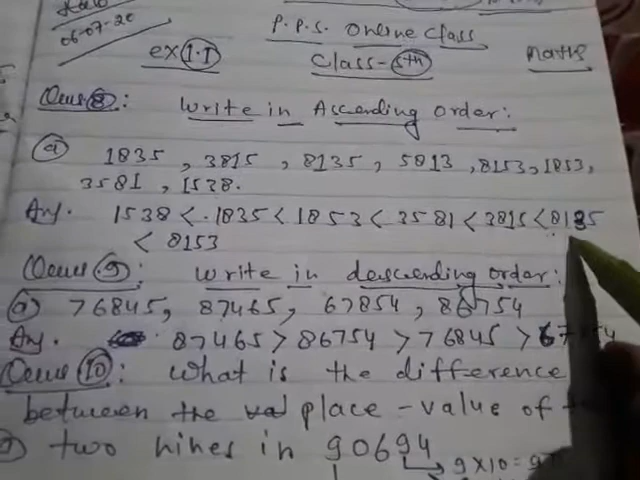 06-07-20
P.P.S. Online Class
ex 1.1
Class-5th
Maths
Ques 8: Write in Ascending Order:
a 1835, 3815, 8135, 5813, 8153, 1853,
3581, 1538.
Any. 1538 < 1835 < 1853 < 3581 < 3815 < 8135
< 8153
Ques 9: Write in descending order:
a 76845, 87465, 67854, 86754
Any. 87465 > 86754 > 76845 >
Ques 10: What is the difference
between the place-value of
two nines in 90694
9×10=